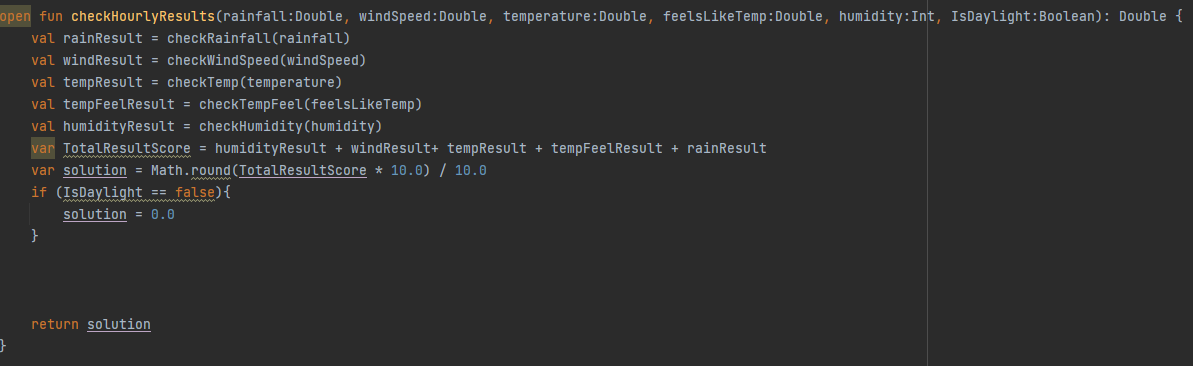 open fun checkHourlyResults(rainfall:Double, windSpeed:Double, temperature:Double, feelsLikeTemp:Double, humidity:Int, IsDaylight:Boolean): Double {
    val rainResult = checkRainfall(rainfall)
    val windResult = checkWindSpeed(windSpeed)
    val tempResult = checkTemp(temperature)
    val tempFeelResult = checkTempFeel(feelsLikeTemp)
    val humidityResult = checkHumidity(humidity)
    var TotalResultScore = humidityResult + windResult+ tempResult + tempFeelResult + rainResult
    var solution = Math.round(TotalResultScore * 10.0) / 10.0
    if (IsDaylight == false){
        solution = 0.0
    }
    return solution
}